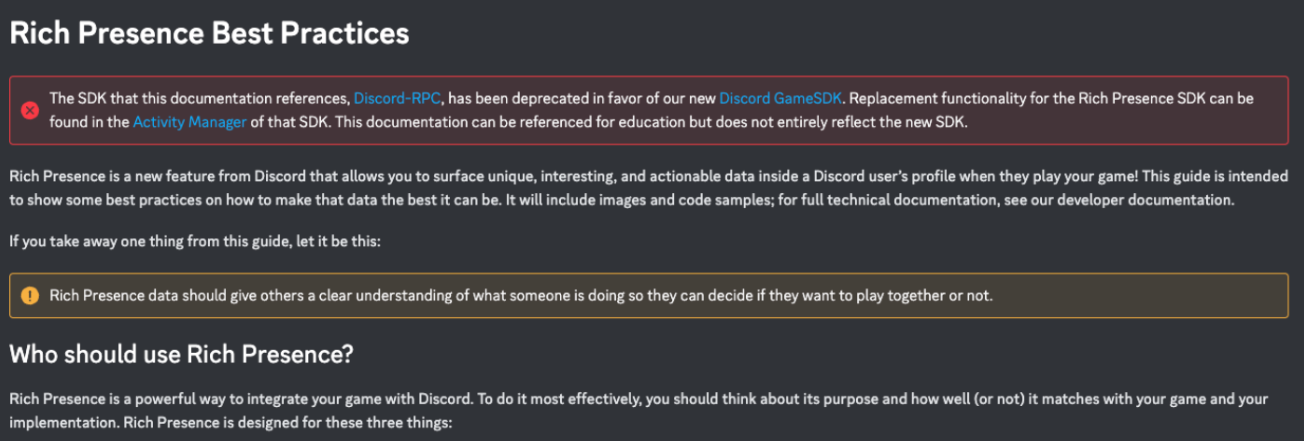 Rich Presence Best Practices
The SDK that this documentation references, Discord-RPC, has been deprecated in favor of our new Discord GameSDK. Replacement functionality for the Rich Presence SDK can be
found in the Activity Manager of that SDK. This documentation can be referenced for education but does not entirely reflect the new SDK.
Rich Presence is a new feature from Discord that allows you to surface unique, interesting, and actionable data inside a Discord user's profile when they play your game! This guide is intended
to show some best practices on how to make that data the best it can be. It will include images and code samples; for full technical documentation, see our developer documentation.
If you take away one thing from this guide, let it be this:
Rich Presence data should give others a clear understanding of what someone is doing so they can decide if they want to play together or not.
Who should use Rich Presence?
Rich Presence is a powerful way to integrate your game with Discord. To do it most effectively, you should think about its purpose and how well (or not) it matches with your game and your
implementation. Rich Presence is designed for these three things: